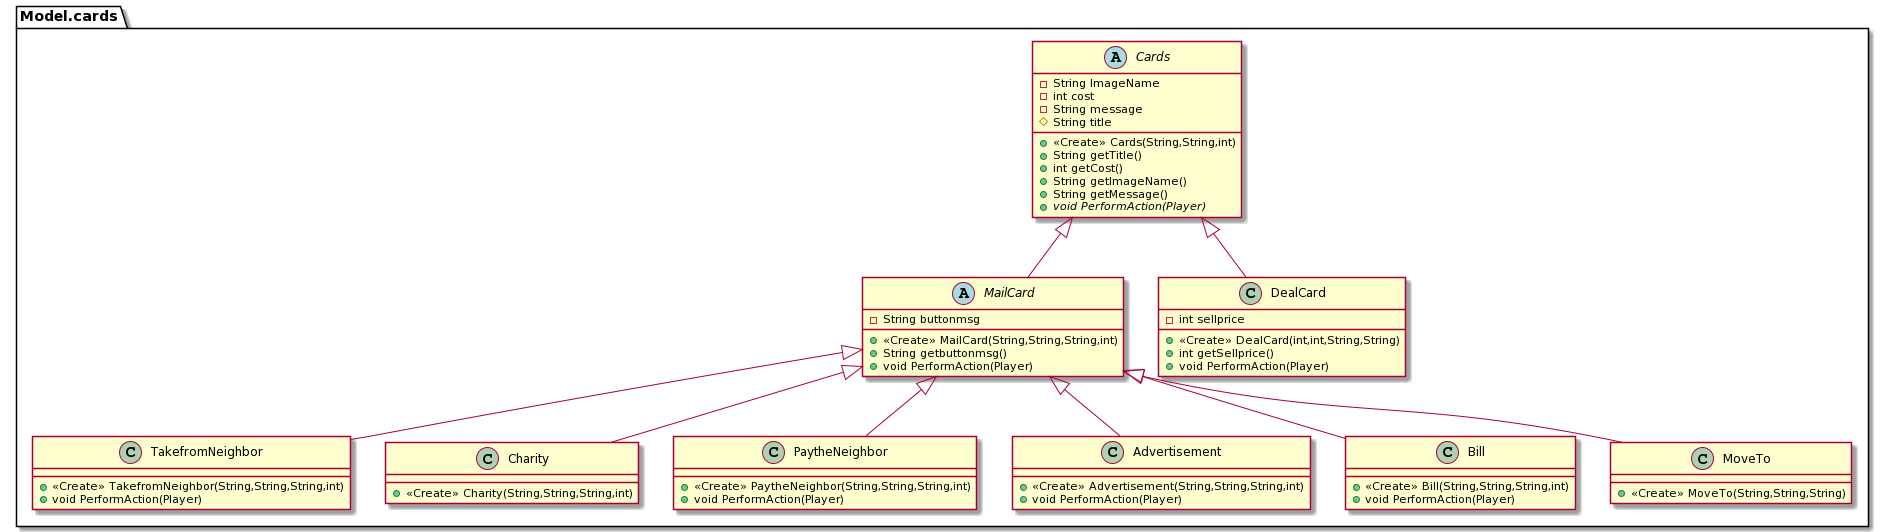 Model.cards
A Cards
String ImageName
int cost
String message
String title
«Create» Cards(String,String,int)
String getTitle()
int getCost()
String getImageName()
String getMessage()
void PerformAction(Player)
A MailCard
String buttonmsg
«Create» MailCard(String,String,String,int)
String getbuttonmsg()
void PerformAction(Player)
C DealCard
int sellprice
«Create» DealCard(int,int,String,String)
int getSellprice()
void PerformAction(Player)
C TakefromNeighbor
«Create» TakefromNeighbor(String,String,String,int)
void PerformAction(Player)
C Charity
«Create» Charity(String,String,String,int)
C PaytheNeighbor
«Create» PaytheNeighbor(String,String,String,int)
void PerformAction(Player)
C Advertisement
«Create» Advertisement(String,String,String,int)
void PerformAction(Player)
C Bill
«Create» Bill(String,String,String,int)
void PerformAction(Player)
C MoveTo
«Create» MoveTo(String,String,String)